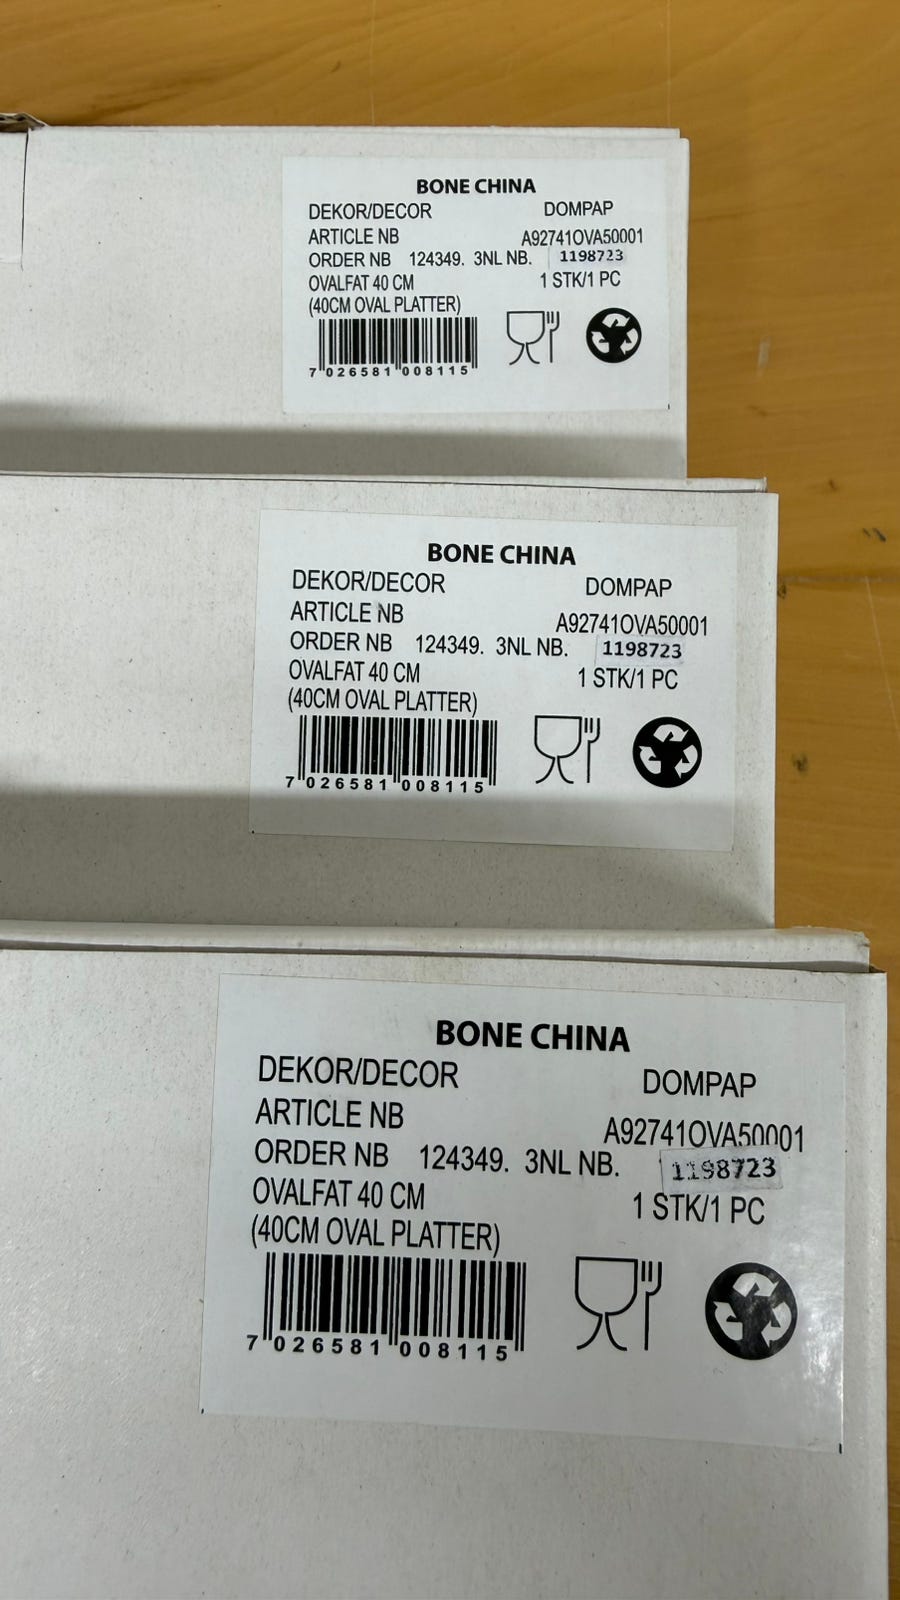 BONE CHINA
DEKOR/DECOR DOMPAP
ARTICLE NB A92741OVA50001
ORDER NB 124349. 3NL NB. 1198723
OVALFAT 40 CM 1 STK/1 PC
(40CM OVAL PLATTER)
7 026581 008115
BONE CHINA
DEKOR/DECOR DOMPAP
ARTICLE NB A92741OVA50001
ORDER NB 124349. 3NL NB. 1198723
OVALFAT 40 CM 1 STK/1 PC
(40CM OVAL PLATTER)
7 026581 008115
BONE CHINA
DEKOR/DECOR DOMPAP
ARTICLE NB A92741OVA50001
ORDER NB 124349. 3NL NB. 1198723
OVALFAT 40 CM 1 STK/1 PC
(40CM OVAL PLATTER)
7 026581 008115